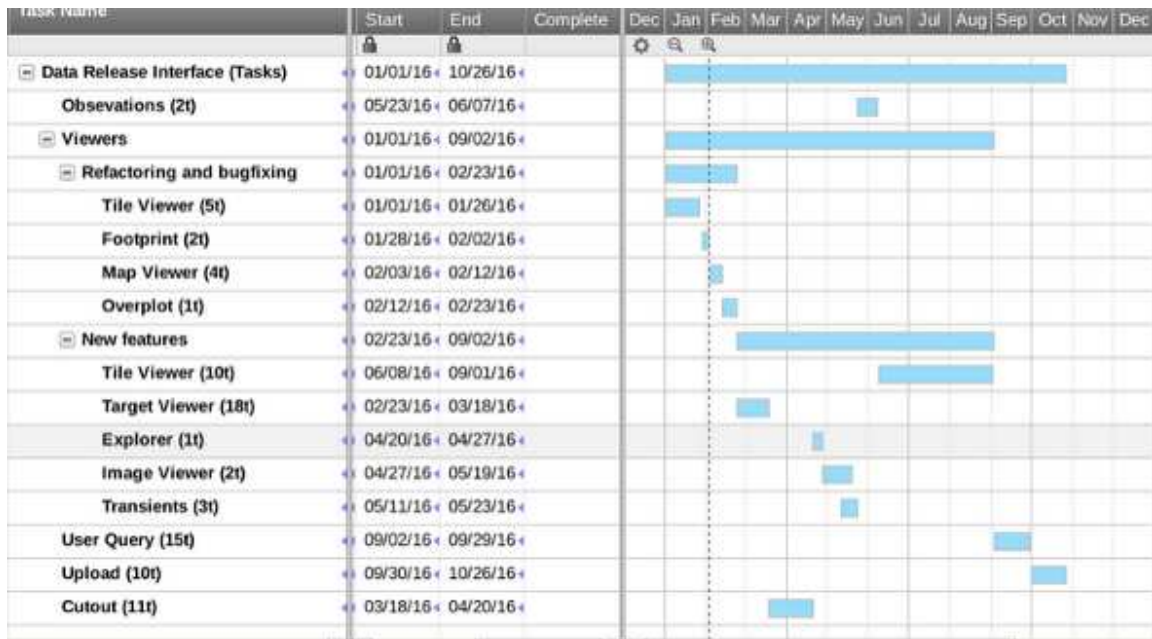 Task Name Start End Complete Dec Jan Feb Mar Apr May Jun Jul Aug Sep Oct Nov Dec
Data Release Interface (Tasks) 01/01/16 10/26/16
Obsevations (2t) 05/23/16 06/07/16
Viewers 01/01/16 09/02/16
Refactoring and bugfixing 01/01/16 02/23/16
Tile Viewer (5t) 01/01/16 01/26/16
Footprint (2t) 01/28/16 02/02/16
Map Viewer (4t) 02/03/16 02/12/16
Overplot (1t) 02/12/16 02/23/16
New features 02/23/16 09/02/16
Tile Viewer (10t) 06/08/16 09/01/16
Target Viewer (18t) 02/23/16 03/18/16
Explorer (1t) 04/20/16 04/27/16
Image Viewer (2t) 04/27/16 05/19/16
Transients (3t) 05/11/16 05/23/16
User Query (15t) 09/02/16 09/29/16
Upload (10t) 09/30/16 10/26/16
Cutout (11t) 03/18/16 04/20/16